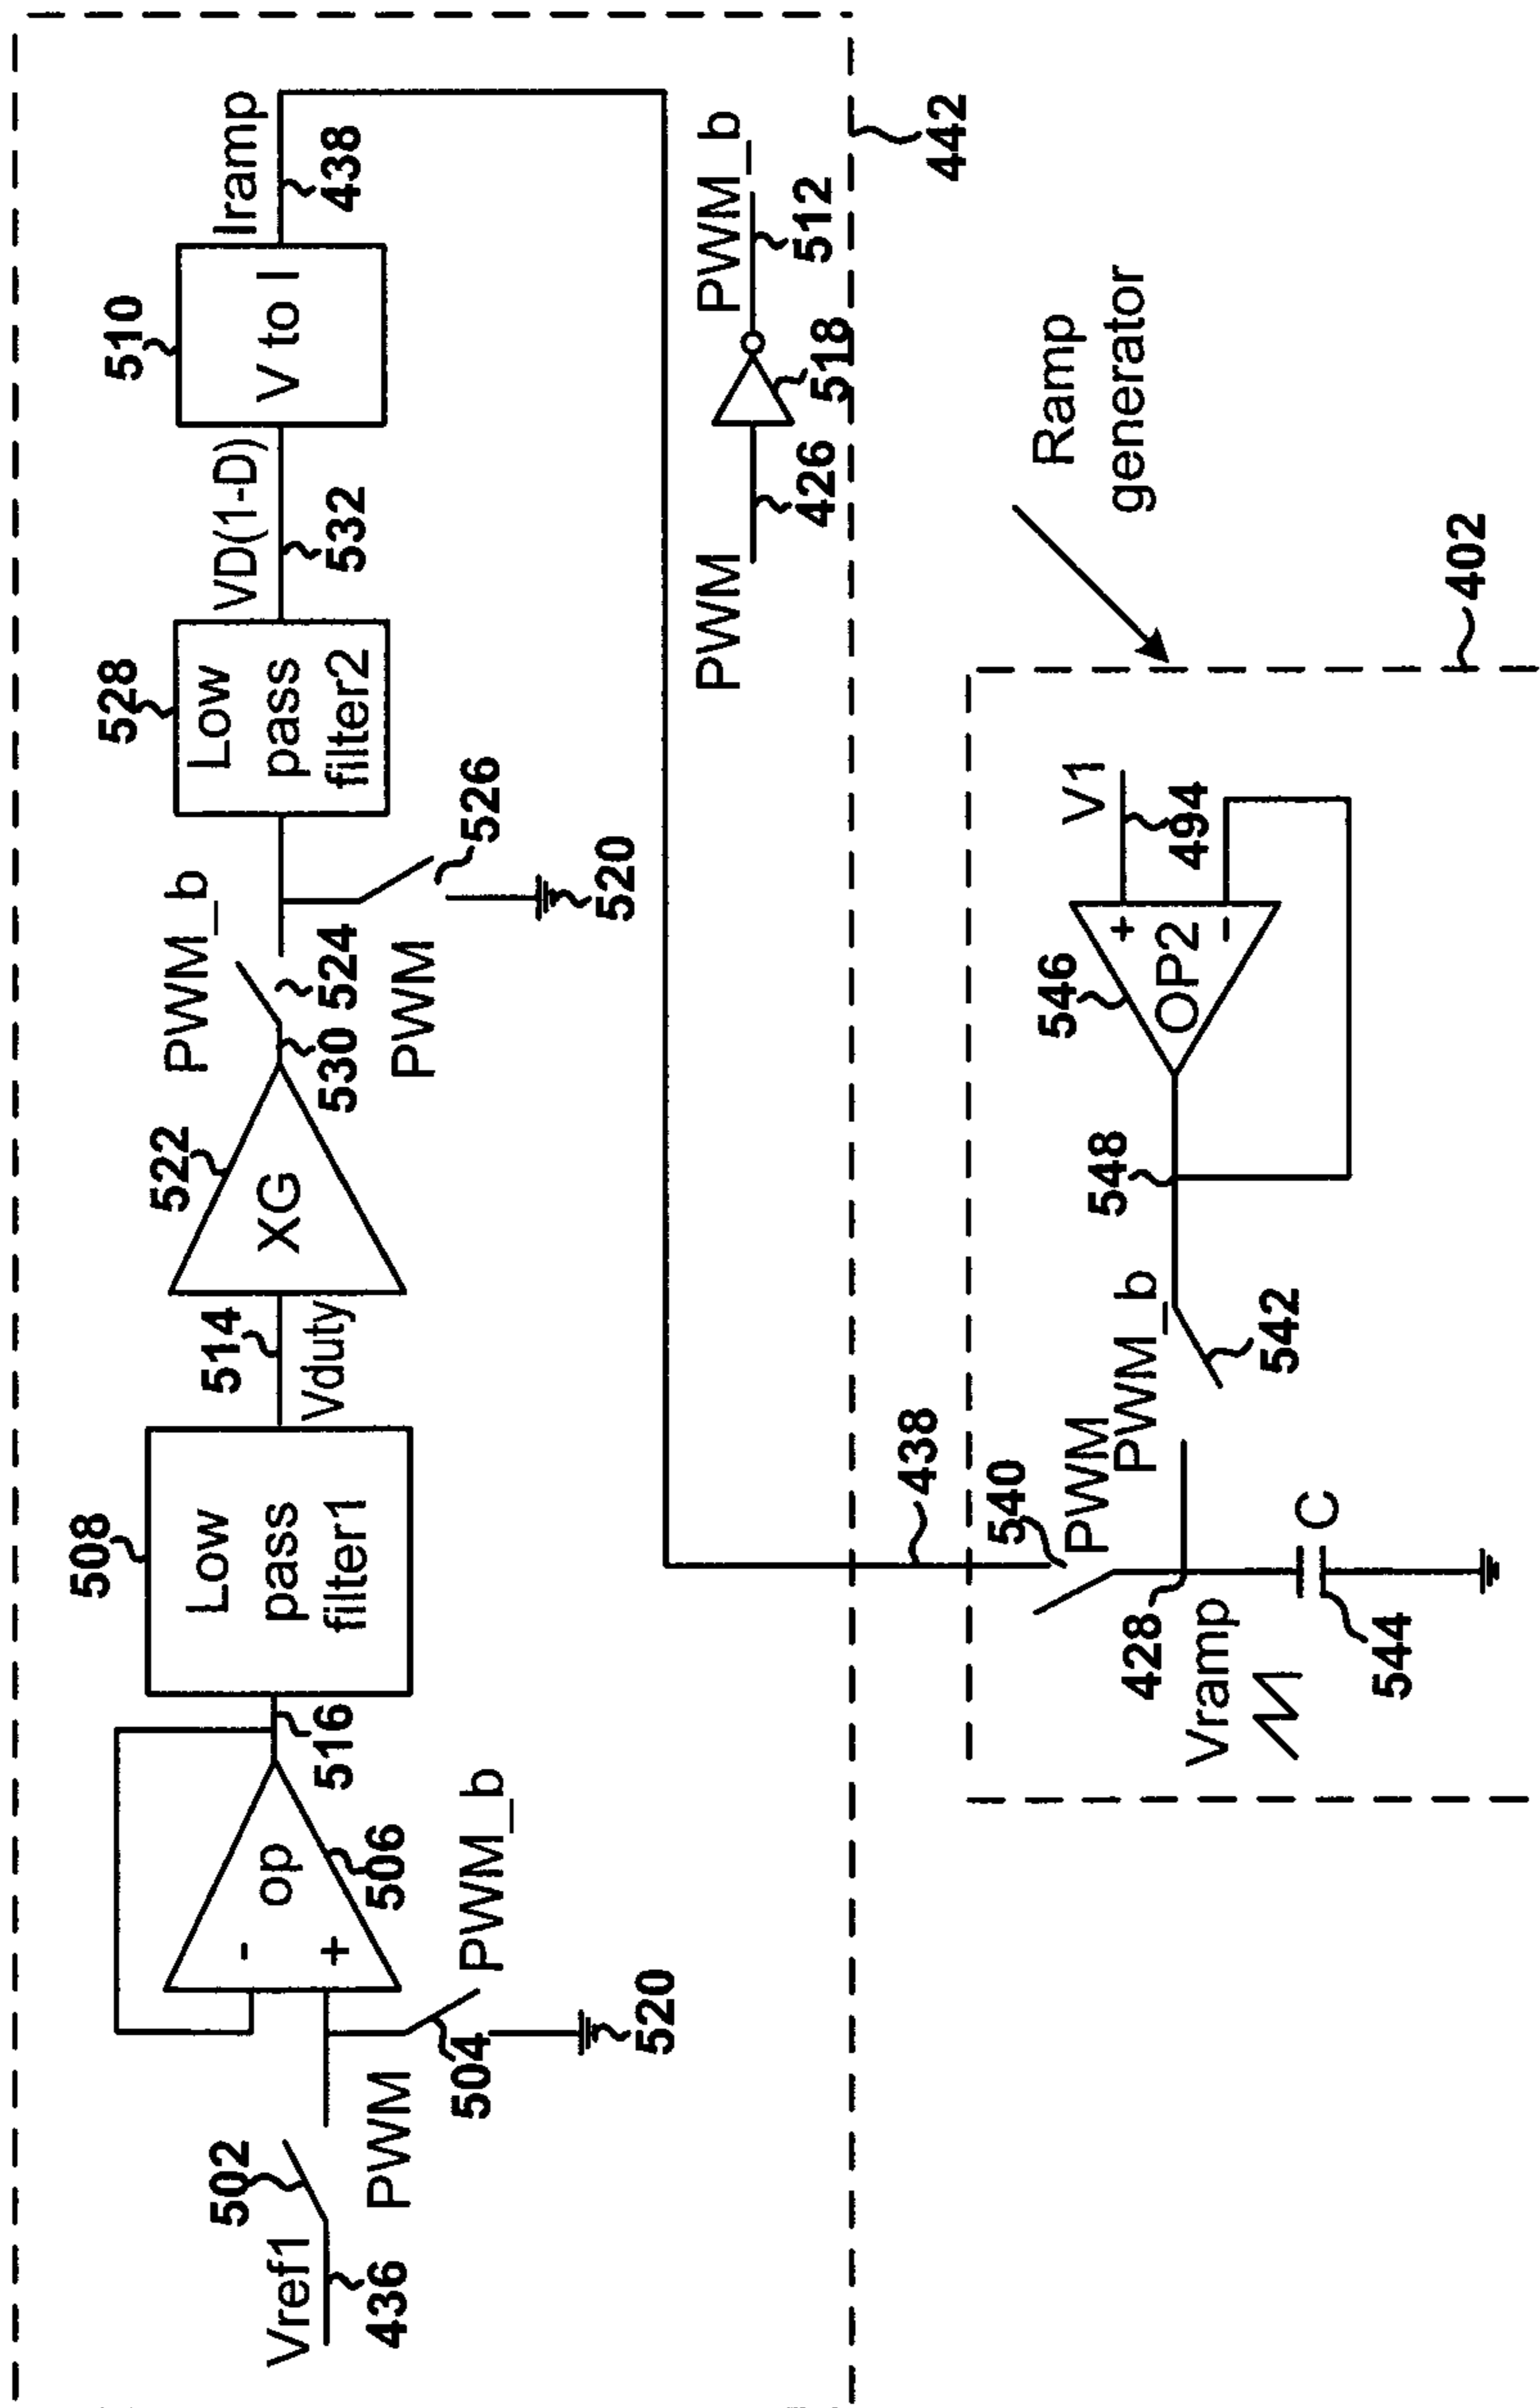 Vref1
436
502
PWM
504
PWM_b
520
-
+
op
506
516
508
Low
pass
filter1
514
Vduty
522
XG
530
PWM_b
524
PWM
526
520
528
Low
pass
filter2
VD(1-D)
532
510
V to I
Iramp
438
PWM
426
518
PWM_b
512
442
438
540
PWM
PWM_b
428
Vramp
C
544
542
548
546
OP2
+
-
V1
494
Ramp
generator
402